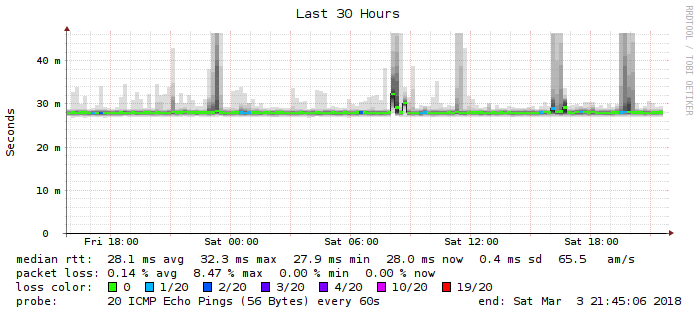 Last 30 Hours
RRDTOOL / TOBI OETIKER
Seconds
40 m
30 m
20 m
10 m
0
Fri 18:00 Sat 00:00 Sat 06:00 Sat 12:00 Sat 18:00
median rtt: 28.1 ms avg 32.3 ms max 27.9 ms min 28.0 ms now 0.4 ms sd 65.5 am/s
packet loss: 0.14 % avg 8.47 % max 0.00 % min 0.00 % now
loss color: 0 1/20 2/20 3/20 4/20 10/20 19/20
probe: 20 ICMP Echo Pings (56 Bytes) every 60s end: Sat Mar 3 21:45:06 2018